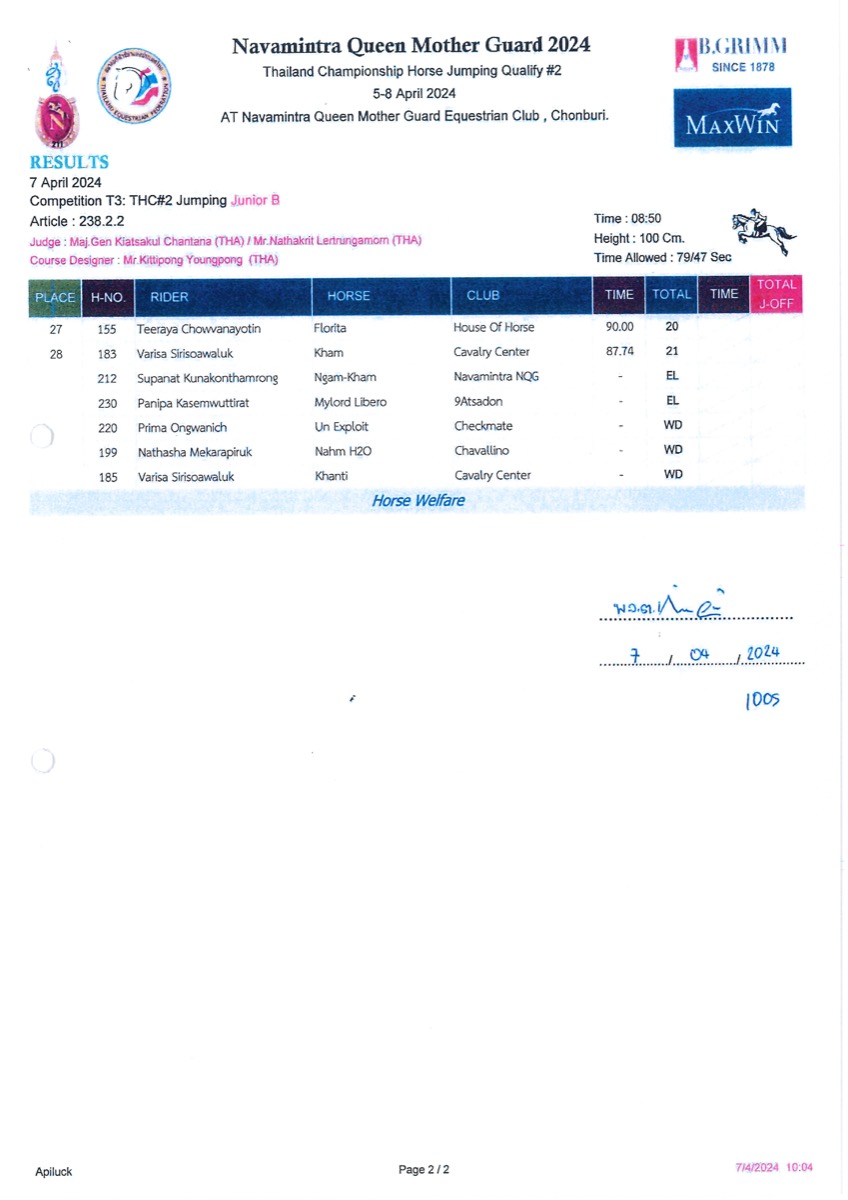 Navamintra Queen Mother Guard 2024
Thailand Championship Horse Jumping Qualify #2
5-8 April 2024
AT Navamintra Queen Mother Guard Equestrian Club , Chonburi.
B.GRIMM
SINCE 1878
MAXWIN
THAILAND EQUESTRIAN FEDERATION
N
RESULTS
7 April 2024
Competition T3: THC#2 Jumping Junior B
Article : 238.2.2
Judge : Maj.Gen Kiatsakul Chantana (THA) / Mr.Nathakrit Lertrungamorn (THA)
Course Designer : Mr.Kittipong Youngpong (THA)
Time : 08:50
Height : 100 Cm.
Time Allowed : 79/47 Sec
PLACE H-NO. RIDER HORSE CLUB TIME TOTAL TIME TOTAL J-OFF
27 155 Teeraya Chowvanayotin Florita House Of Horse 90.00 20
28 183 Varisa Sirisoawaluk Kham Cavalry Center 87.74 21
212 Supanat Kunakonthamrong Ngam-Kham Navamintra NQG - EL
230 Panipa Kasemwuttirat Mylord Libero 9Atsadon - EL
220 Prima Ongwanich Un Exploit Checkmate - WD
199 Nathasha Mekarapiruk Nahm H2O Chavallino - WD
185 Varisa Sirisoawaluk Khanti Cavalry Center - WD
Horse Welfare
7 / 04 / 2024
1005
Apiluck
Page 2 / 2
7/4/2024 10:04